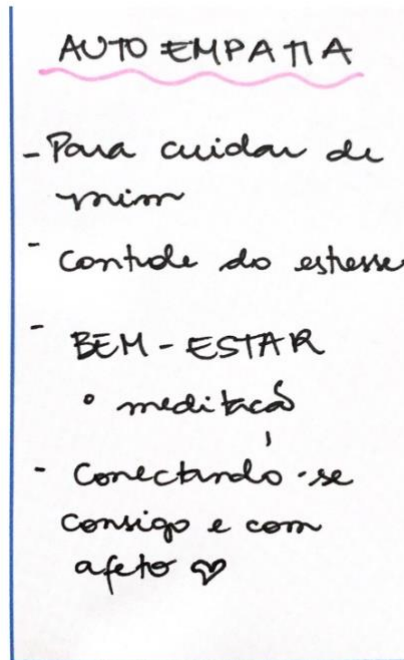 AUTO EMPATIA
- Para cuidar de
mim
- Controle do estresse
- BEM - ESTAR
° meditação
- Conectando-se
consigo e com
afeto ♡